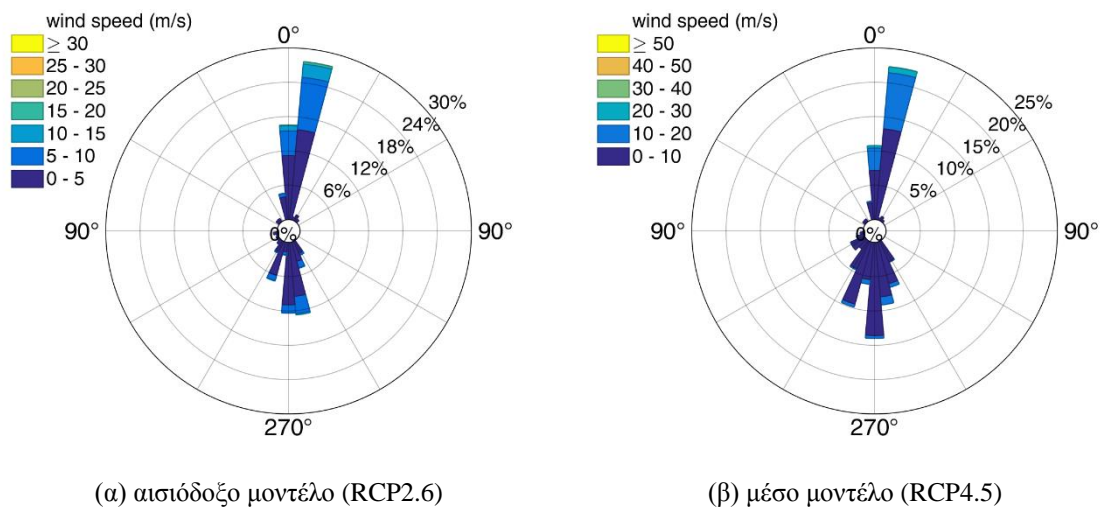 wind speed (m/s)
≥ 30
25 - 30
20 - 25
15 - 20
10 - 15
5 - 10
0 - 5
0°
30%
24%
18%
12%
6%
0%
90°
90°
270°
(α) αισιόδοξο μοντέλο (RCP2.6)
wind speed (m/s)
≥ 50
40 - 50
30 - 40
20 - 30
10 - 20
0 - 10
0°
25%
20%
15%
10%
5%
0%
90°
90°
270°
(β) μέσο μοντέλο (RCP4.5)